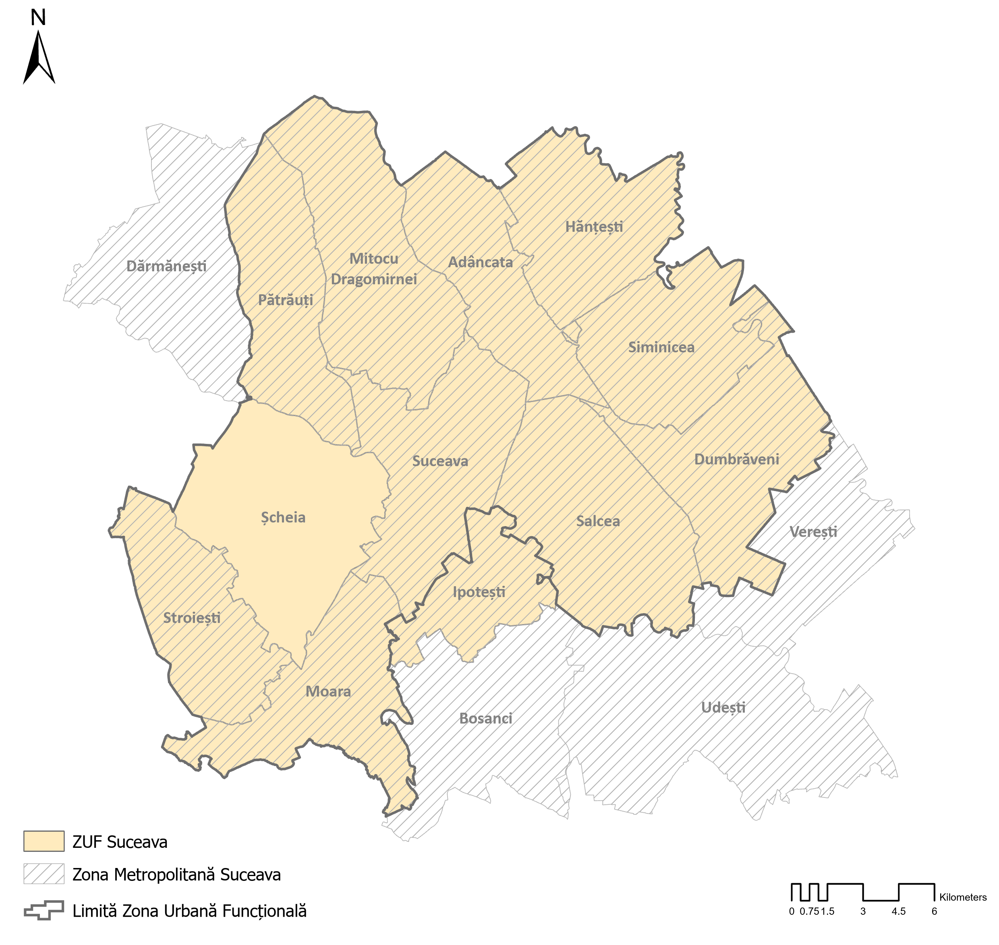 N
Hănțești
Mitocu
Dragomirnei
Adâncata
Dărmănești
Pătrăuți
Siminicea
Suceava
Dumbrăveni
Șcheia
Salcea
Verești
Ipotești
Stroiești
Moara
Bosanci
Udești
ZUF Suceava
Zona Metropolitană Suceava
Limită Zona Urbană Funcțională
Kilometers
0 0.75 1.5 3 4.5 6